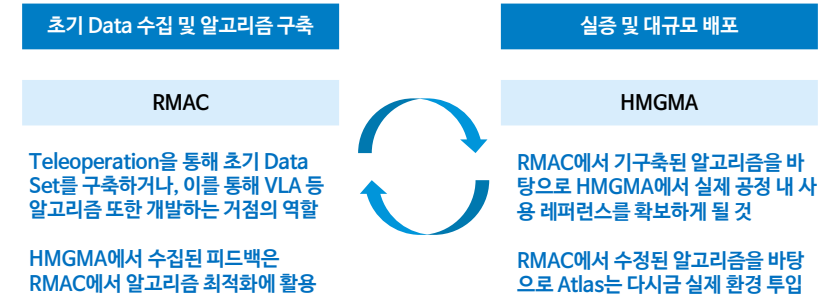 초기 Data 수집 및 알고리즘 구축
RMAC
Teleoperation을 통해 초기 Data
Set를 구축하거나, 이를 통해 VLA 등
알고리즘 또한 개발하는 거점의 역할
HMGMA에서 수집된 피드백은
RMAC에서 알고리즘 최적화에 활용
실증 및 대규모 배포
HMGMA
RMAC에서 기구축된 알고리즘을 바
탕으로 HMGMA에서 실제 공정 내 사
용 레퍼런스를 확보하게 될 것
RMAC에서 수정된 알고리즘을 바탕
으로 Atlas는 다시금 실제 환경 투입